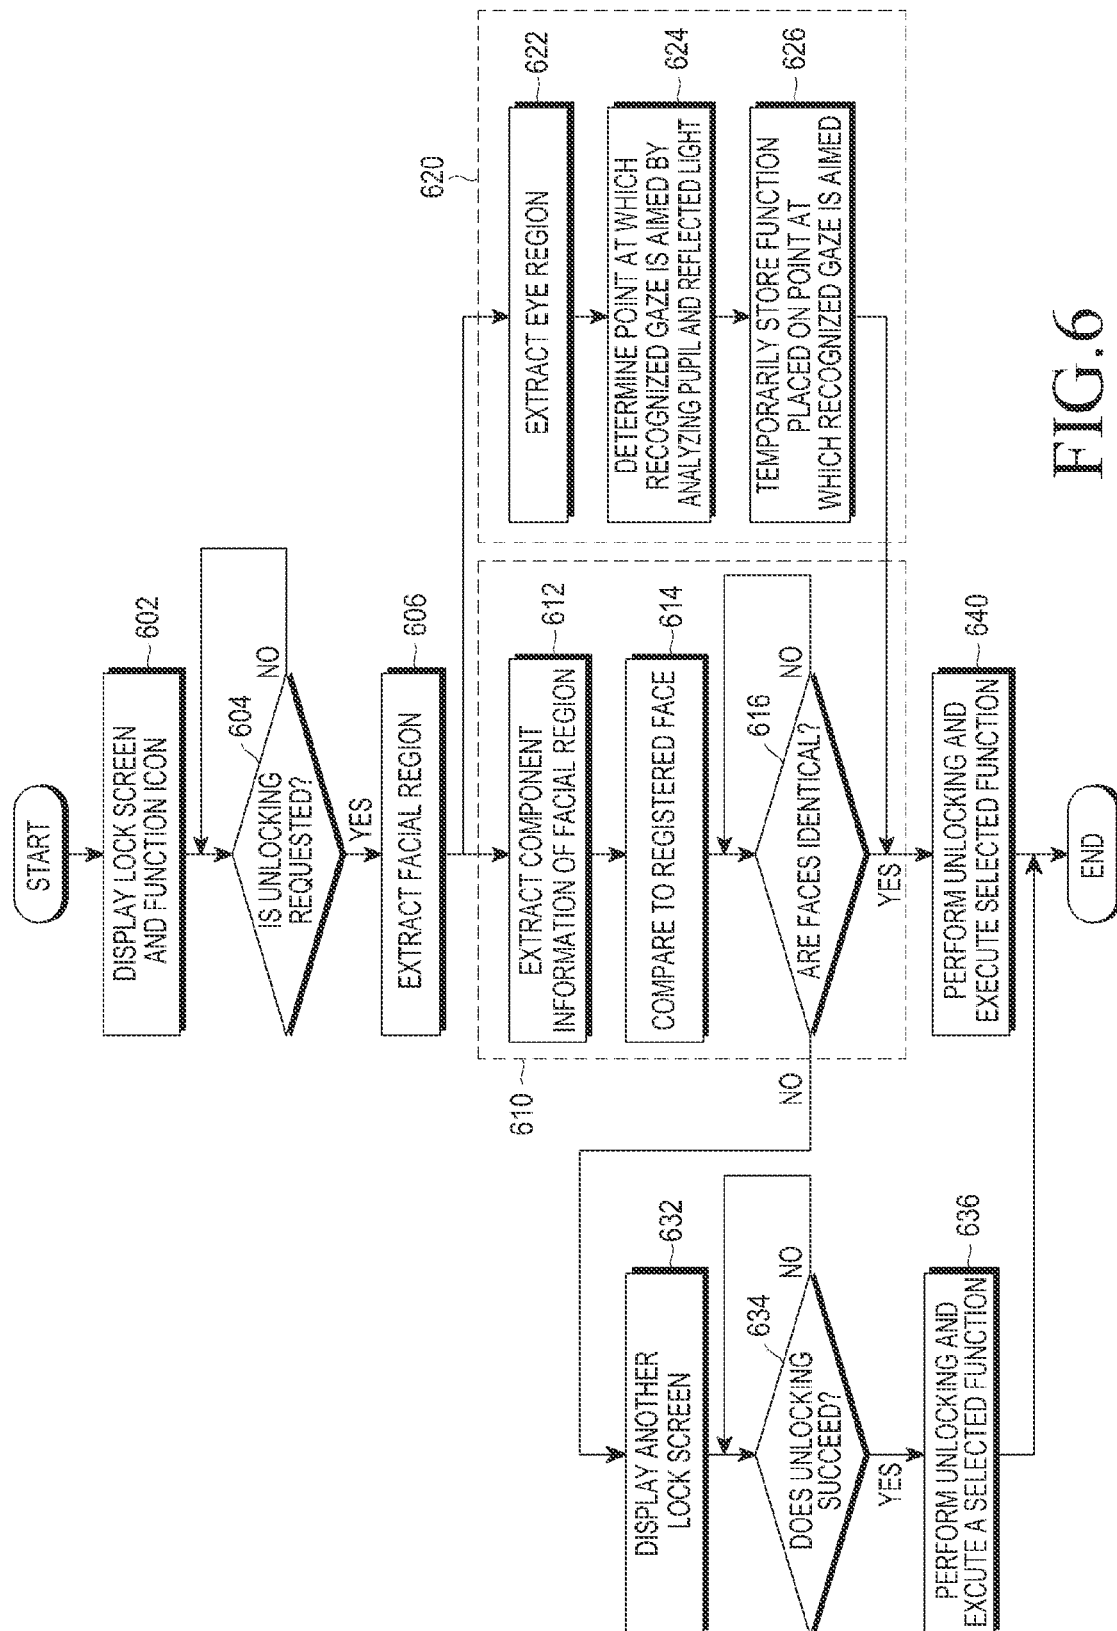 START
602
DISPLAY LOCK SCREEN
AND FUNCTION ICON
604
IS UNLOCKING
REQUESTED?
NO
YES
606
EXTRACT FACIAL REGION
610
612
EXTRACT COMPONENT
INFORMATION OF FACIAL REGION
614
COMPARE TO REGISTERED FACE
616
ARE FACES IDENTICAL?
NO
NO
YES
620
622
EXTRACT EYE REGION
624
DETERMINE POINT AT WHICH
RECOGNIZED GAZE IS AIMED BY
ANALYZING PUPIL AND REFLECTED LIGHT
626
TEMPORARILY STORE FUNCTION
PLACED ON POINT AT
WHICH RECOGNIZED GAZE IS AIMED
632
DISPLAY ANOTHER
LOCK SCREEN
634
DOES UNLOCKING
SUCCEED?
NO
YES
636
PERFORM UNLOCKING AND
EXCUTE A SELECTED FUNCTION
640
PERFORM UNLOCKING AND
EXECUTE SELECTED FUNCTION
END
FIG.6